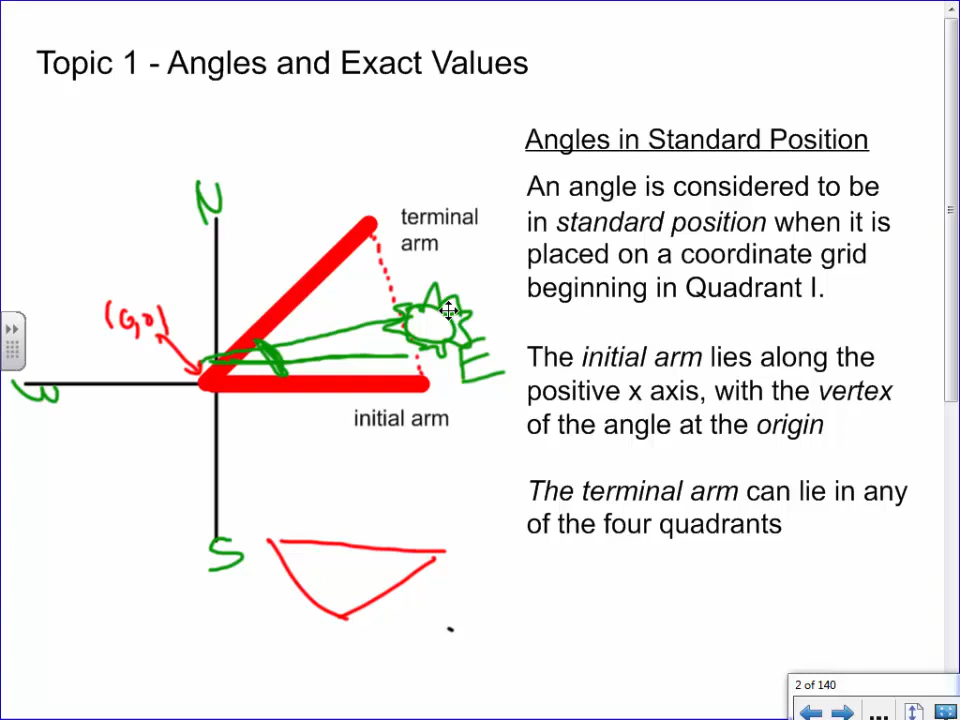 Topic 1 - Angles and Exact Values
Angles in Standard Position
An angle is considered to be
in standard position when it is
placed on a coordinate grid
beginning in Quadrant I.
The initial arm lies along the
positive x axis, with the vertex
of the angle at the origin
The terminal arm can lie in any
of the four quadrants
N
terminal
arm
(0,0)
E
W
initial arm
S
2 of 140